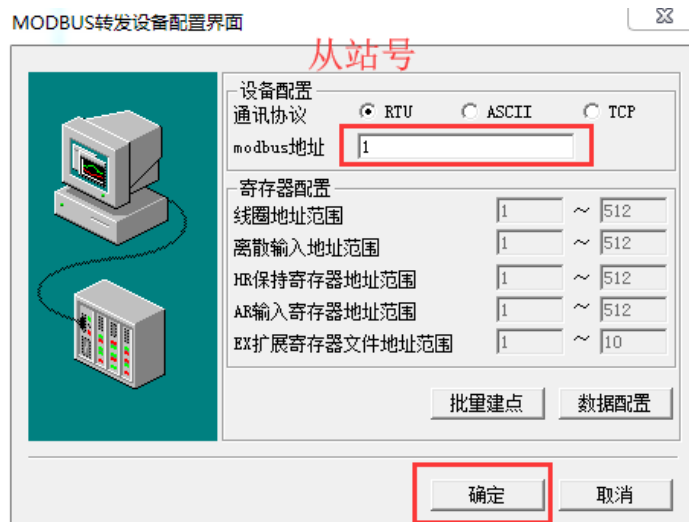 MODBUS转发设备配置界面
从站号
设备配置
通讯协议 RTU ASCII TCP
modbus地址 1
寄存器配置
线圈地址范围 1 ~ 512
离散输入地址范围 1 ~ 512
HR保持寄存器地址范围 1 ~ 512
AR输入寄存器地址范围 1 ~ 512
EX扩展寄存器文件地址范围 1 ~ 10
批里建点 数据配置
确定 取消